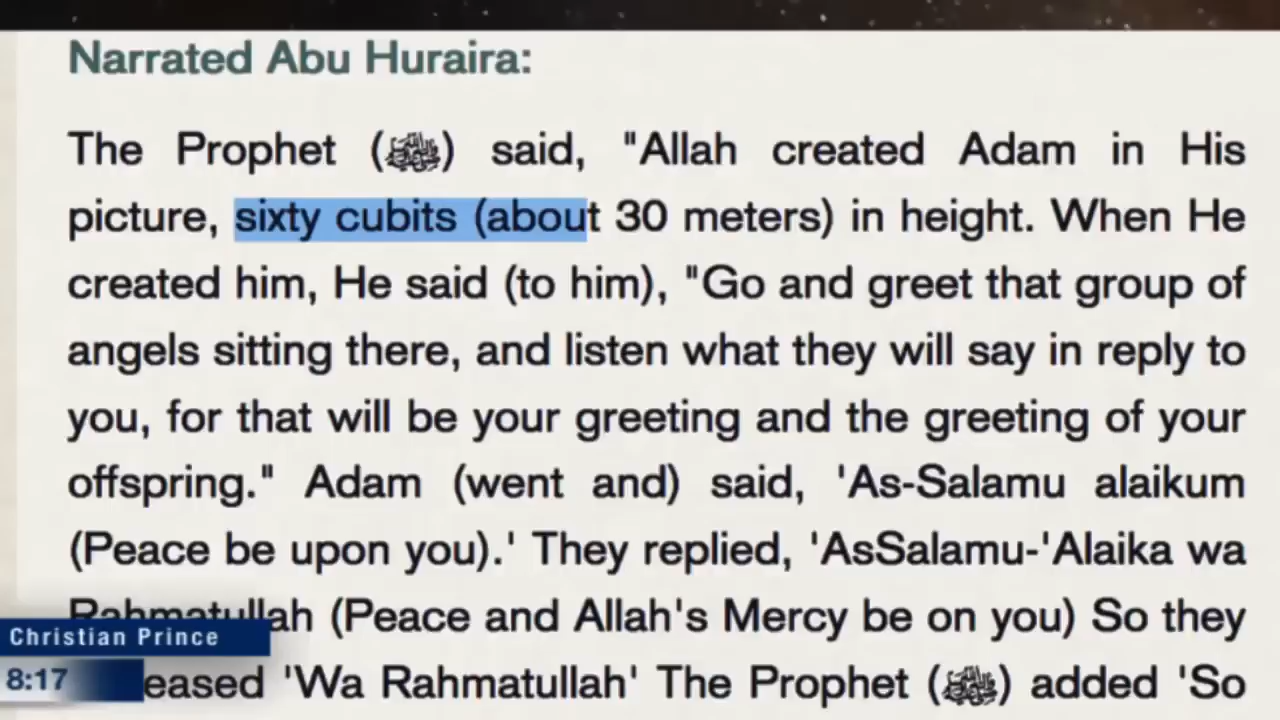 Narrated Abu Huraira:
The Prophet (ﷺ) said, "Allah created Adam in His
picture, sixty cubits (about 30 meters) in height. When He
created him, He said (to him), "Go and greet that group of
angels sitting there, and listen what they will say in reply to
you, for that will be your greeting and the greeting of your
offspring." Adam (went and) said, 'As-Salamu alaikum
(Peace be upon you).' They replied, 'AsSalamu-'Alaika wa
Rahmatullah (Peace and Allah's Mercy be on you) So they
eased 'Wa Rahmatullah' The Prophet (ﷺ) added 'So
Christian Prince
8:17